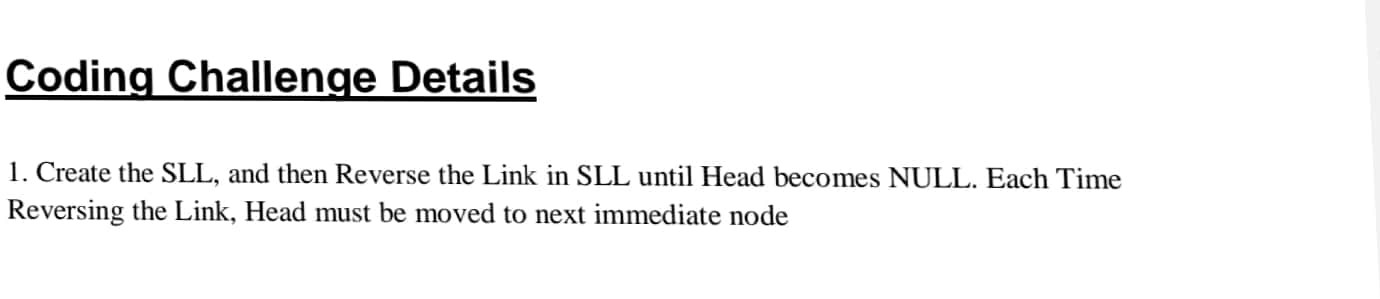 Coding Challenge Details
1. Create the SLL, and then Reverse the Link in SLL until Head becomes NULL. Each Time
Reversing the Link, Head must be moved to next immediate node